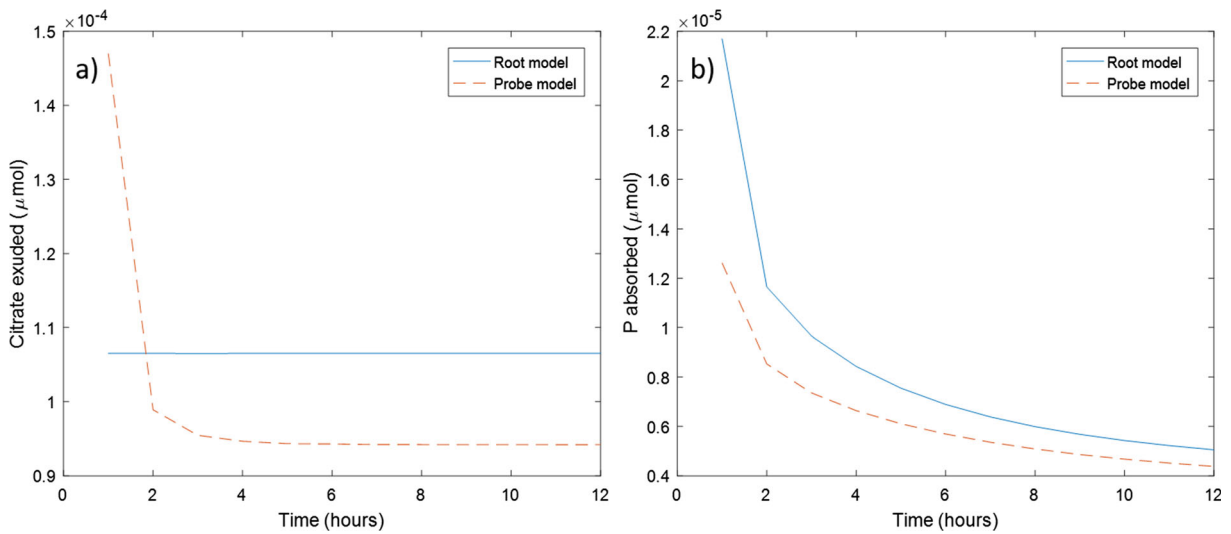 ×10⁻⁴
1.5
1.4
1.3
1.2
1.1
1
0.9
a)
Root model
Probe model
Citrate exuded (μmol)
0 2 4 6 8 10 12
Time (hours)
×10⁻⁵
2.2
2
1.8
1.6
1.4
1.2
1
0.8
0.6
0.4
b)
Root model
Probe model
P absorbed (μmol)
0 2 4 6 8 10 12
Time (hours)